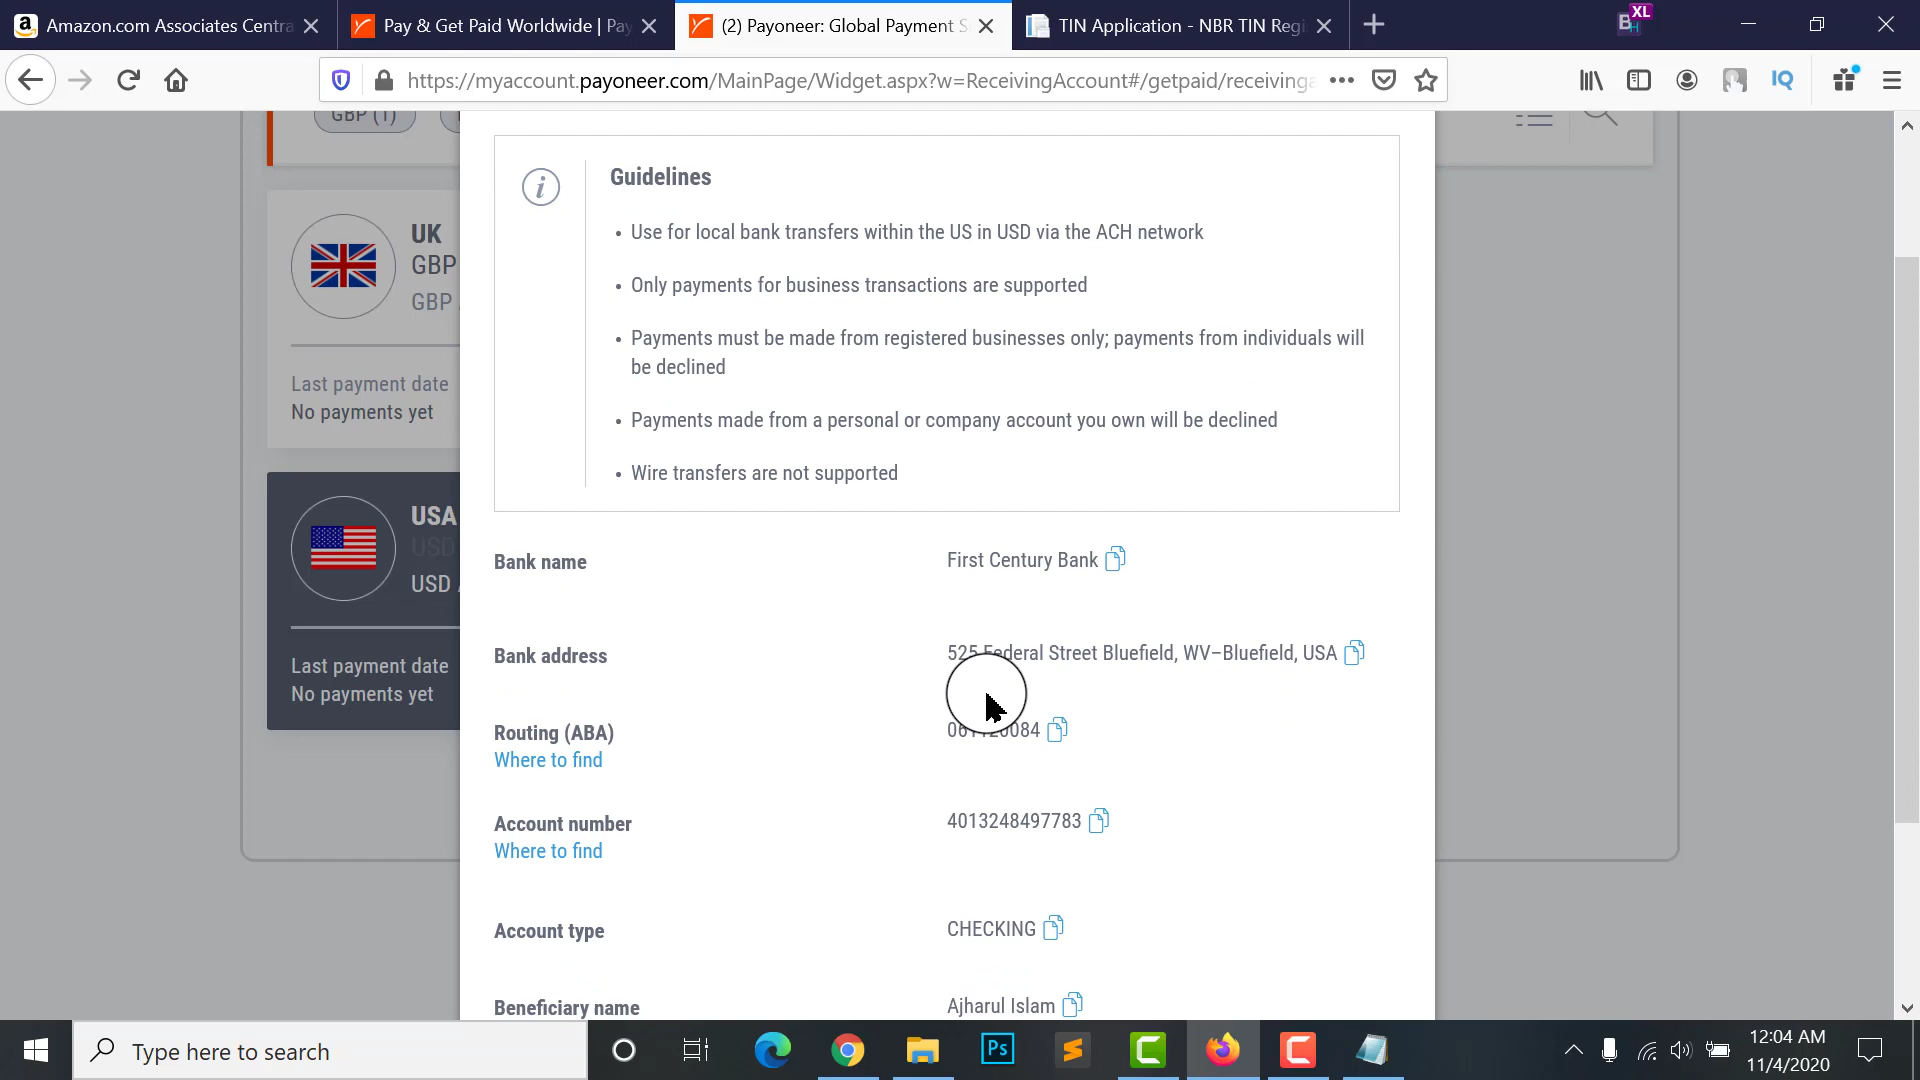 Amazon.com Associates Centra
Pay & Get Paid Worldwide | Pay
(2) Payoneer: Global Payment S
TIN Application - NBR TIN Regi
XL
https://myaccount.payoneer.com/MainPage/Widget.aspx?w=ReceivingAccount#/getpaid/receivinga
IQ
GBP (1)
Guidelines
• Use for local bank transfers within the US in USD via the ACH network
• Only payments for business transactions are supported
• Payments must be made from registered businesses only; payments from individuals will
be declined
• Payments made from a personal or company account you own will be declined
• Wire transfers are not supported
UK
GBP
GBP
Last payment date
No payments yet
USA
USD
USD
Last payment date
No payments yet
Bank name
First Century Bank
Bank address
525 Federal Street Bluefield, WV–Bluefield, USA
Routing (ABA)
Where to find
Account number
4013248497783
Where to find
Account type
CHECKING
Beneficiary name
Ajharul Islam
Type here to search
Ps
12:04 AM
11/4/2020